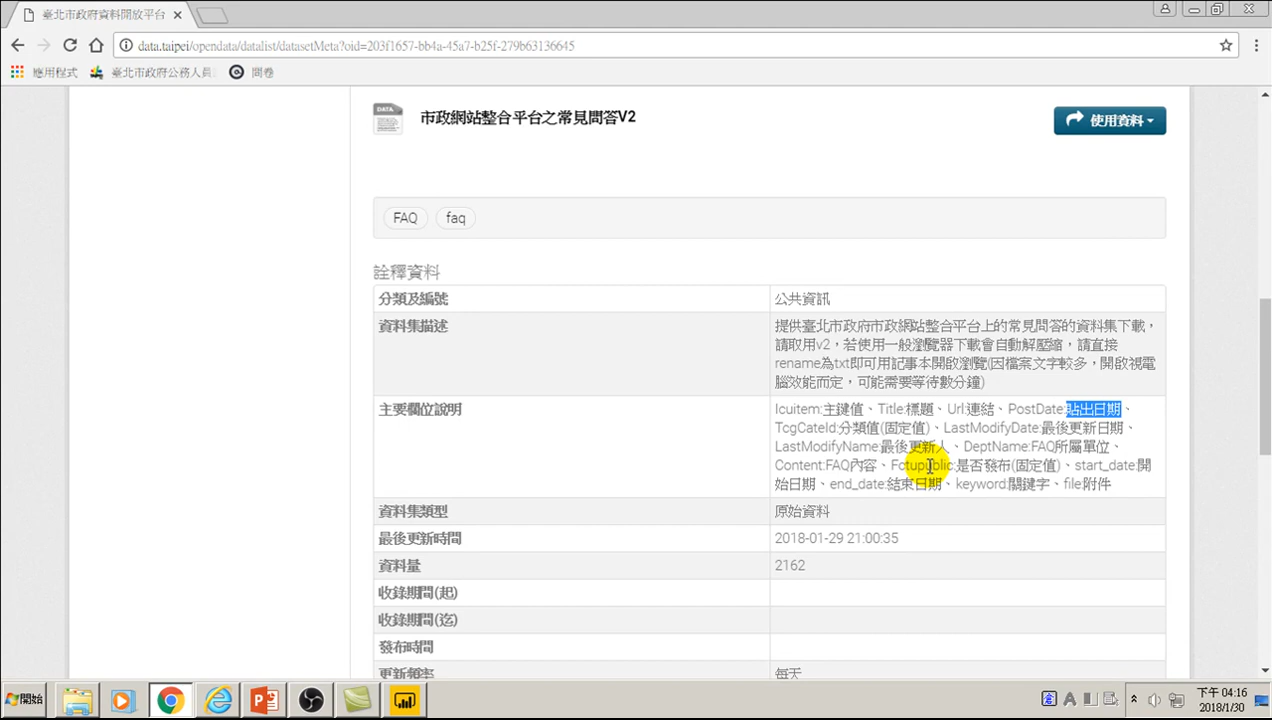 臺北市政府資料開放平台
data.taipei/opendata/datalist/datasetMeta?oid=203f1657-bb4a-45a7-b25f-279b63136645
應用程式
臺北市政府公務人員
問卷
DATA
市政網站整合平台之常見問答V2
使用資料
FAQ
faq
詮釋資料
分類及編號
公共資訊
資料集描述
提供臺北市政府市政網站整合平台上的常見問答的資料集下載，
請取用v2，若使用一般瀏覽器下載會自動解壓縮，請直接
rename為txt即可用記事本開啟瀏覽(因檔案文字較多，開啟視電
腦效能而定，可能需要等待數分鐘)
主要欄位說明
Icuitem:主鍵值、Title:標題、Url:連結、PostDate:貼出日期、
TcgCateId:分類值(固定值)、LastModifyDate:最後更新日期、
LastModifyName:最後更新人、DeptName:FAQ所屬單位、
Content:FAQ內容、Fctupublic:是否發布(固定值)、start_date:開
始日期、end_date:結束日期、keyword:關鍵字、file:附件
資料集類型
原始資料
最後更新時間
2018-01-29 21:00:35
資料量
2162
收錄期間(起)
收錄期間(迄)
發布時間
更新頻率
每天
開始
下午 04:16
2018/1/30